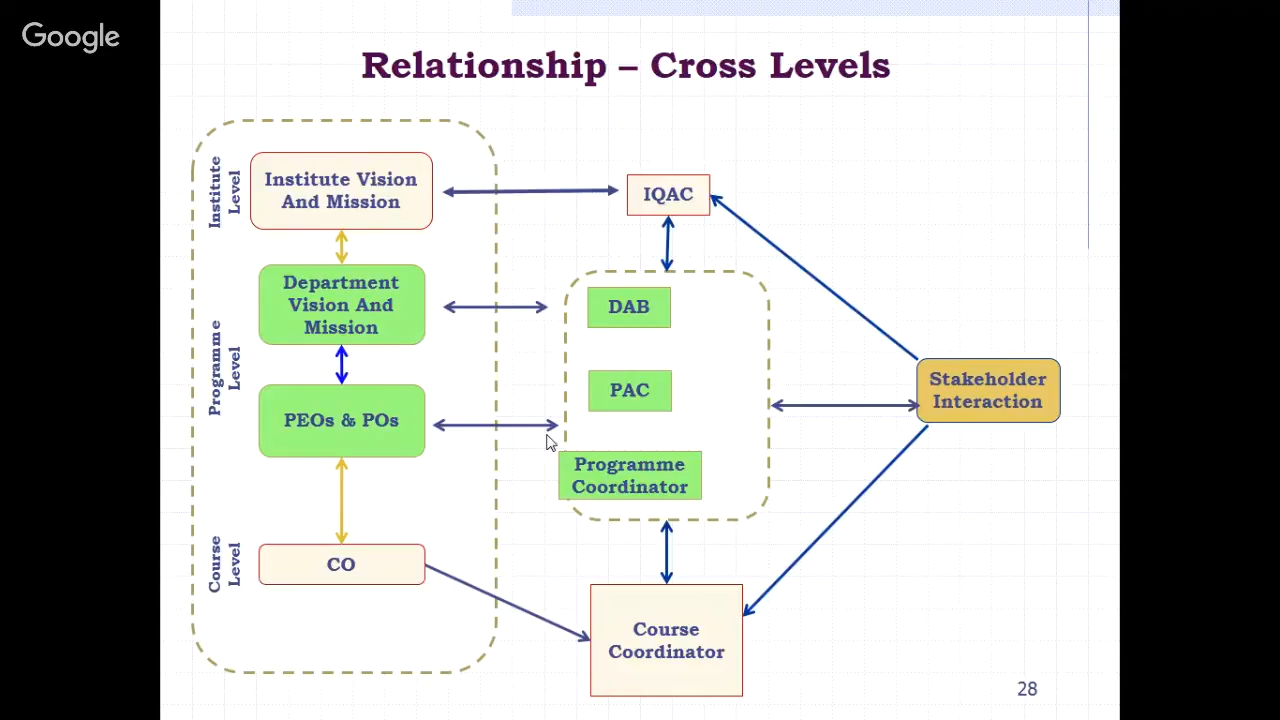 Google
Relationship – Cross Levels
Institute
Level
Institute Vision
And Mission
IQAC
Programme
Level
Department
Vision And
Mission
DAB
PAC
Stakeholder
Interaction
PEOs & POs
Programme
Coordinator
Course
Level
CO
Course
Coordinator
28